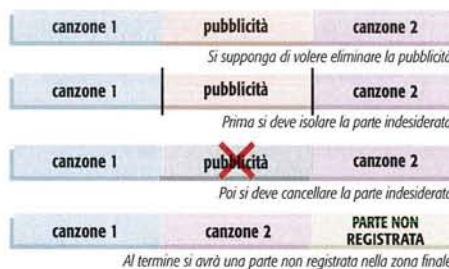 canzone 1 pubblicità canzone 2
Si supponga di volere eliminare la pubblicità
canzone 1 pubblicità canzone 2
Prima si deve isolare la parte indesiderata
canzone 1 pubblicità canzone 2
Poi si deve cancellare la parte indesiderata
canzone 1 canzone 2 PARTE NON
REGISTRATA
Al termine si avrà una parte non registrata nella zona finale